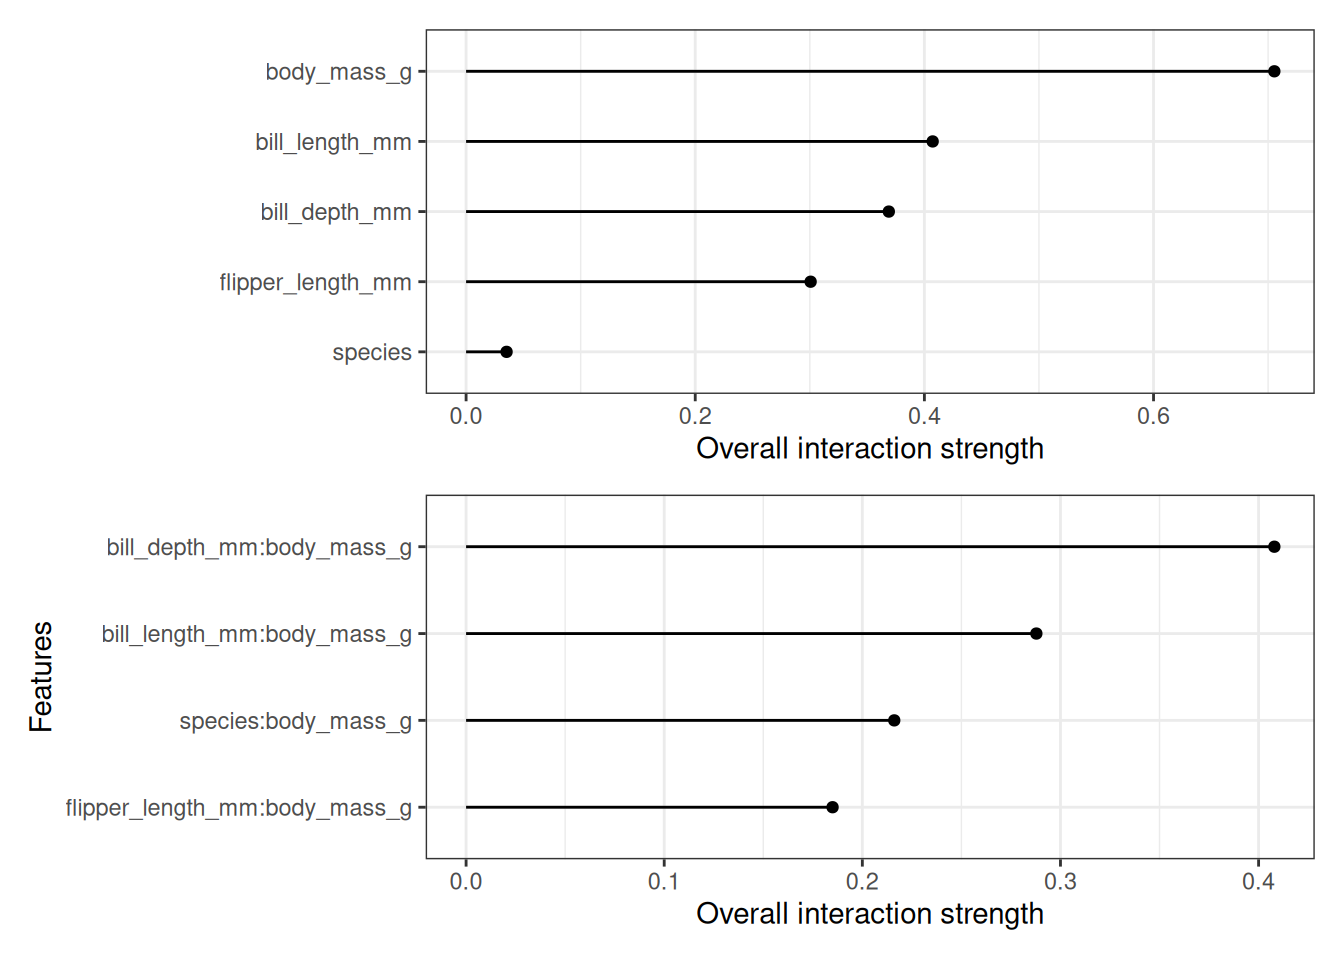 body_mass_g
bill_length_mm
bill_depth_mm
flipper_length_mm
species
0.0 0.2 0.4 0.6
Overall interaction strength
Features
bill_depth_mm:body_mass_g
bill_length_mm:body_mass_g
species:body_mass_g
flipper_length_mm:body_mass_g
0.0 0.1 0.2 0.3 0.4
Overall interaction strength